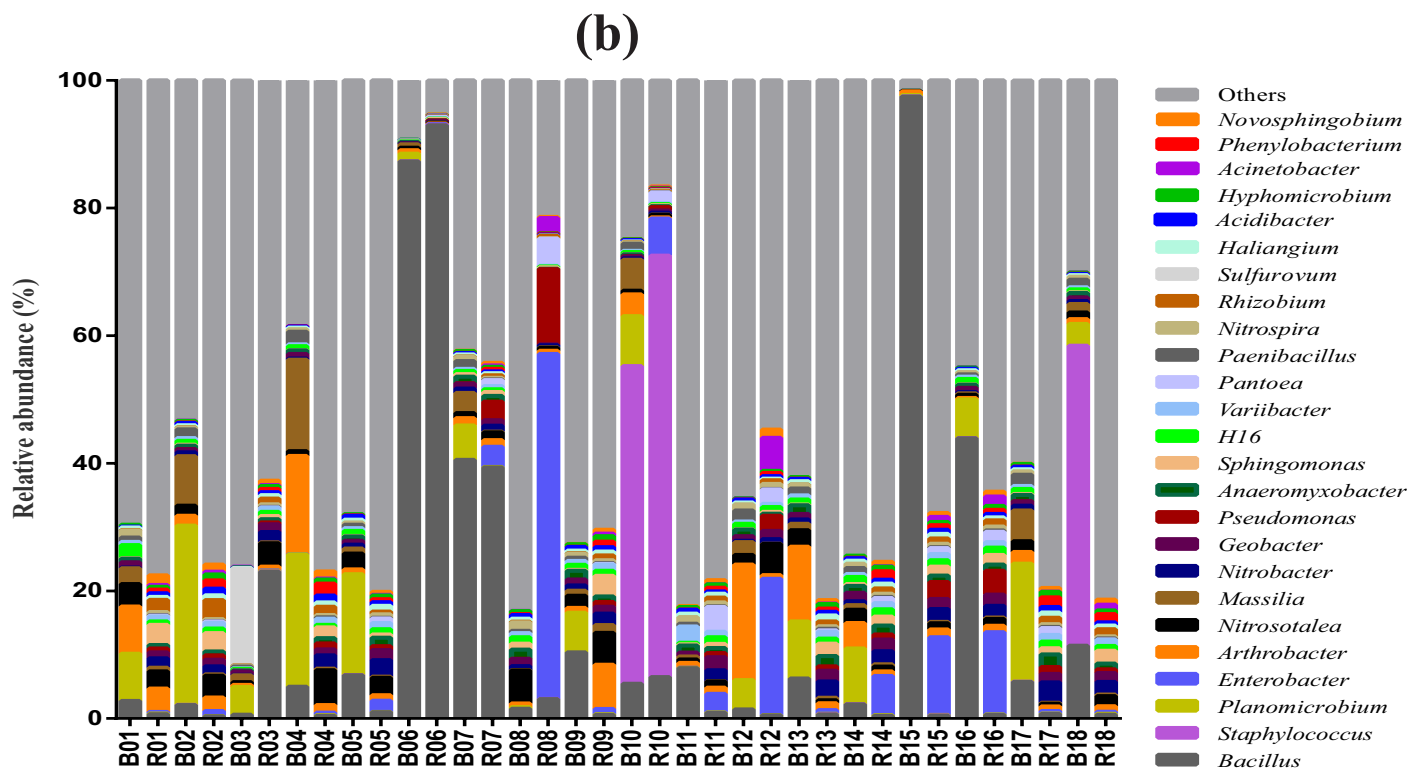 (b)
Relative abundance (%)
100
80
60
40
20
0
B01 R01 B02 R02 B03 R03 B04 R04 B05 R05 B06 R06 B07 R07 B08 R08 B09 R09 B10 R10 B11 R11 B12 R12 B13 R13 B14 R14 B15 R15 B16 R16 B17 R17 B18 R18
Others
Novosphingobium
Phenylobacterium
Acinetobacter
Hyphomicrobium
Acidibacter
Haliangium
Sulfurovum
Rhizobium
Nitrospira
Paenibacillus
Pantoea
Variibacter
H16
Sphingomonas
Anaeromyxobacter
Pseudomonas
Geobacter
Nitrobacter
Massilia
Nitrosotalea
Arthrobacter
Enterobacter
Planomicrobium
Staphylococcus
Bacillus